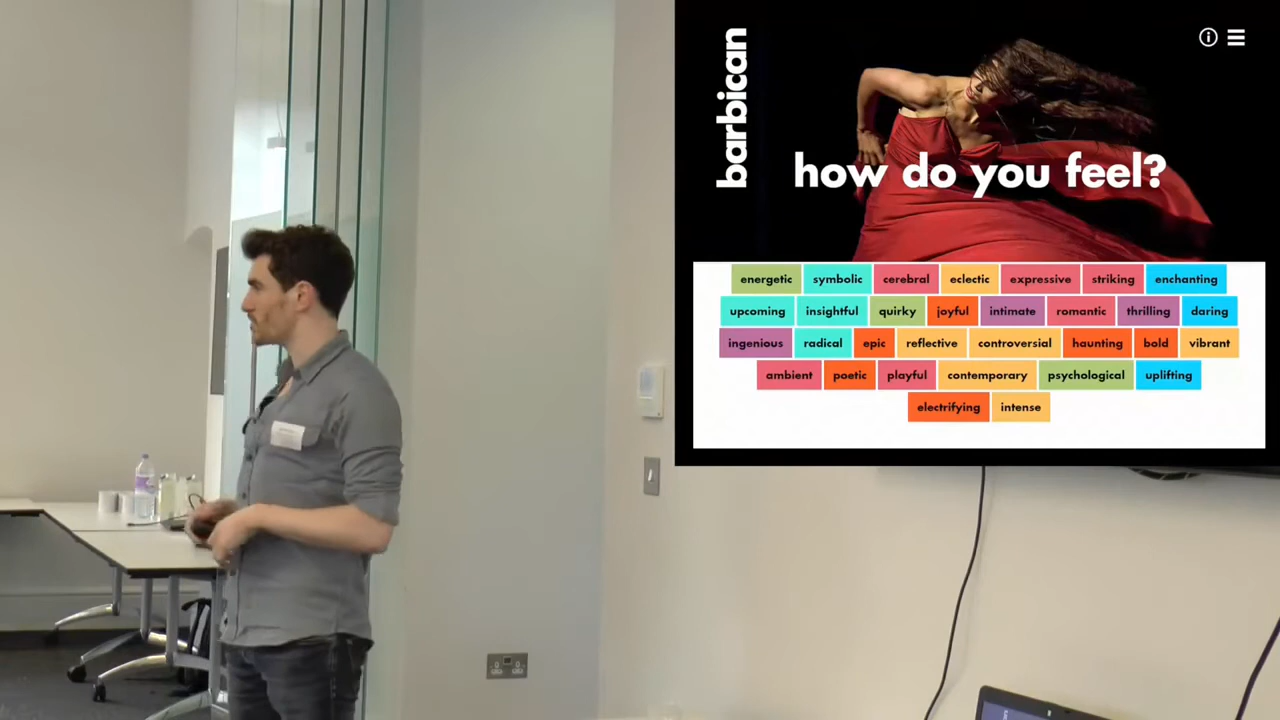 barbican
how do you feel?
energetic symbolic cerebral eclectic expressive striking enchanting
upcoming insightful quirky joyful intimate romantic thrilling daring
ingenious radical epic reflective controversial haunting bold vibrant
ambient poetic playful contemporary psychological uplifting
electrifying intense